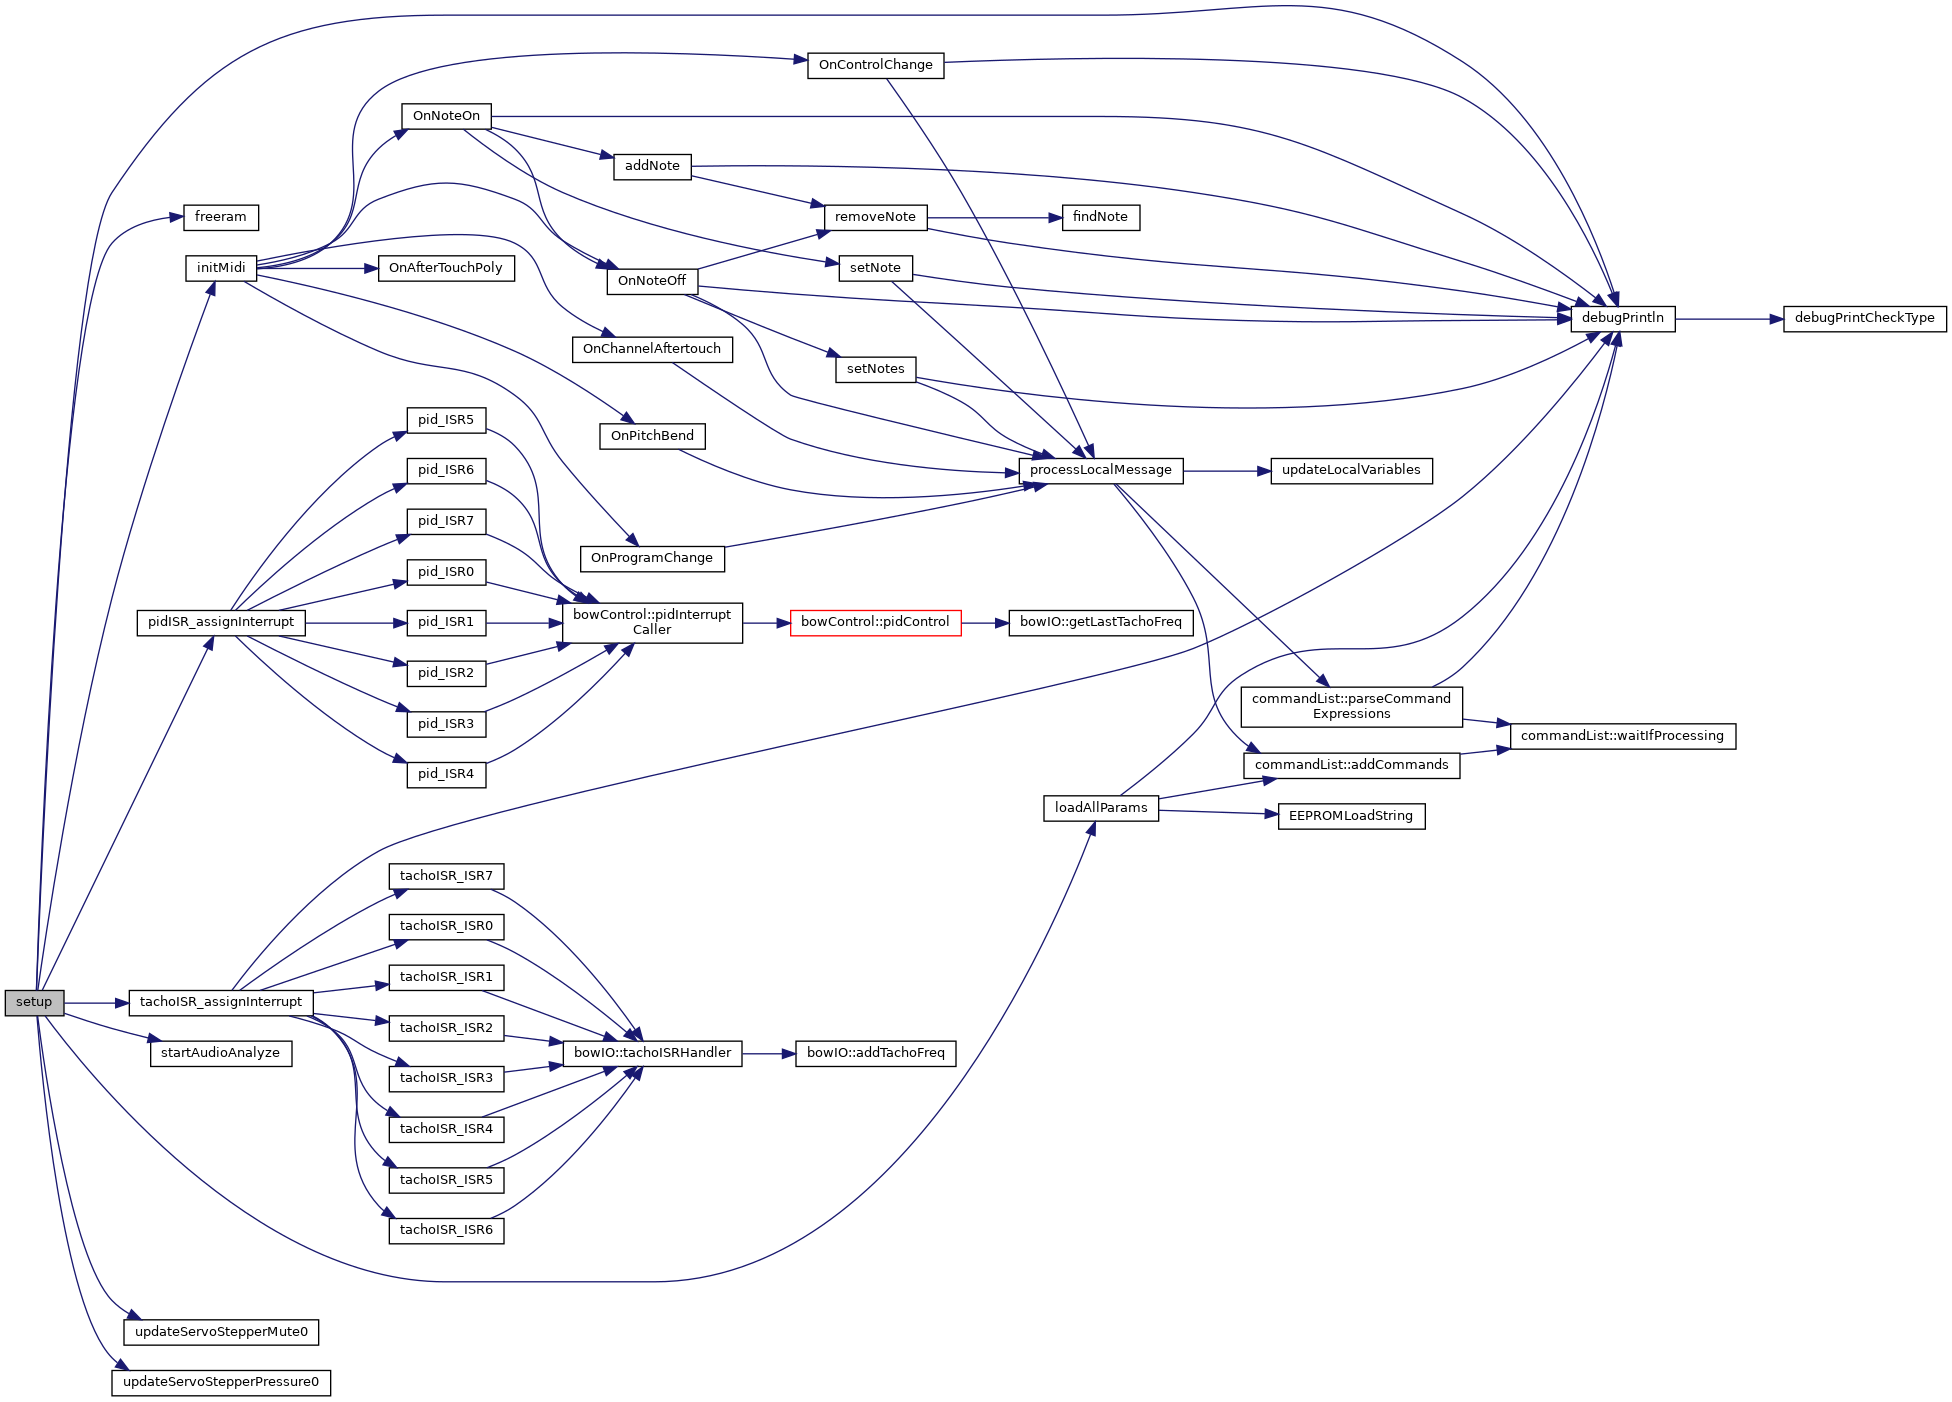 OnControlChange
OnNoteOn
addNote
freeram
removeNote
findNote
initMidi
OnAfterTouchPoly
setNote
OnNoteOff
debugPrintln
debugPrintCheckType
OnChannelAftertouch
setNotes
pid_ISR5
OnPitchBend
pid_ISR6
processLocalMessage
updateLocalVariables
pid_ISR7
OnProgramChange
pid_ISR0
pidISR_assignInterrupt
pid_ISR1
bowControl::pidInterrupt
Caller
bowControl::pidControl
bowIO::getLastTachoFreq
pid_ISR2
commandList::parseCommand
Expressions
pid_ISR3
commandList::waitIfProcessing
pid_ISR4
commandList::addCommands
loadAllParams
EEPROMLoadString
tachoISR_ISR7
tachoISR_ISR0
tachoISR_ISR1
setup
tachoISR_assignInterrupt
tachoISR_ISR2
startAudioAnalyze
bowIO::tachoISRHandler
bowIO::addTachoFreq
tachoISR_ISR3
tachoISR_ISR4
tachoISR_ISR5
tachoISR_ISR6
updateServoStepperMute0
updateServoStepperPressure0